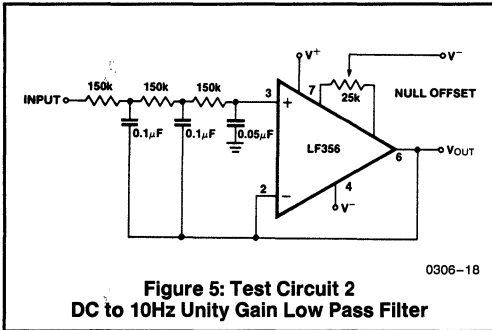 V+
V−
150k 150k 150k
7
25k
NULL OFFSET
INPUT
3
+
0.1µF 0.1µF 0.05µF
LF356
6
VOUT
2
−
4
V−
0306–18
Figure 5: Test Circuit 2
DC to 10Hz Unity Gain Low Pass Filter